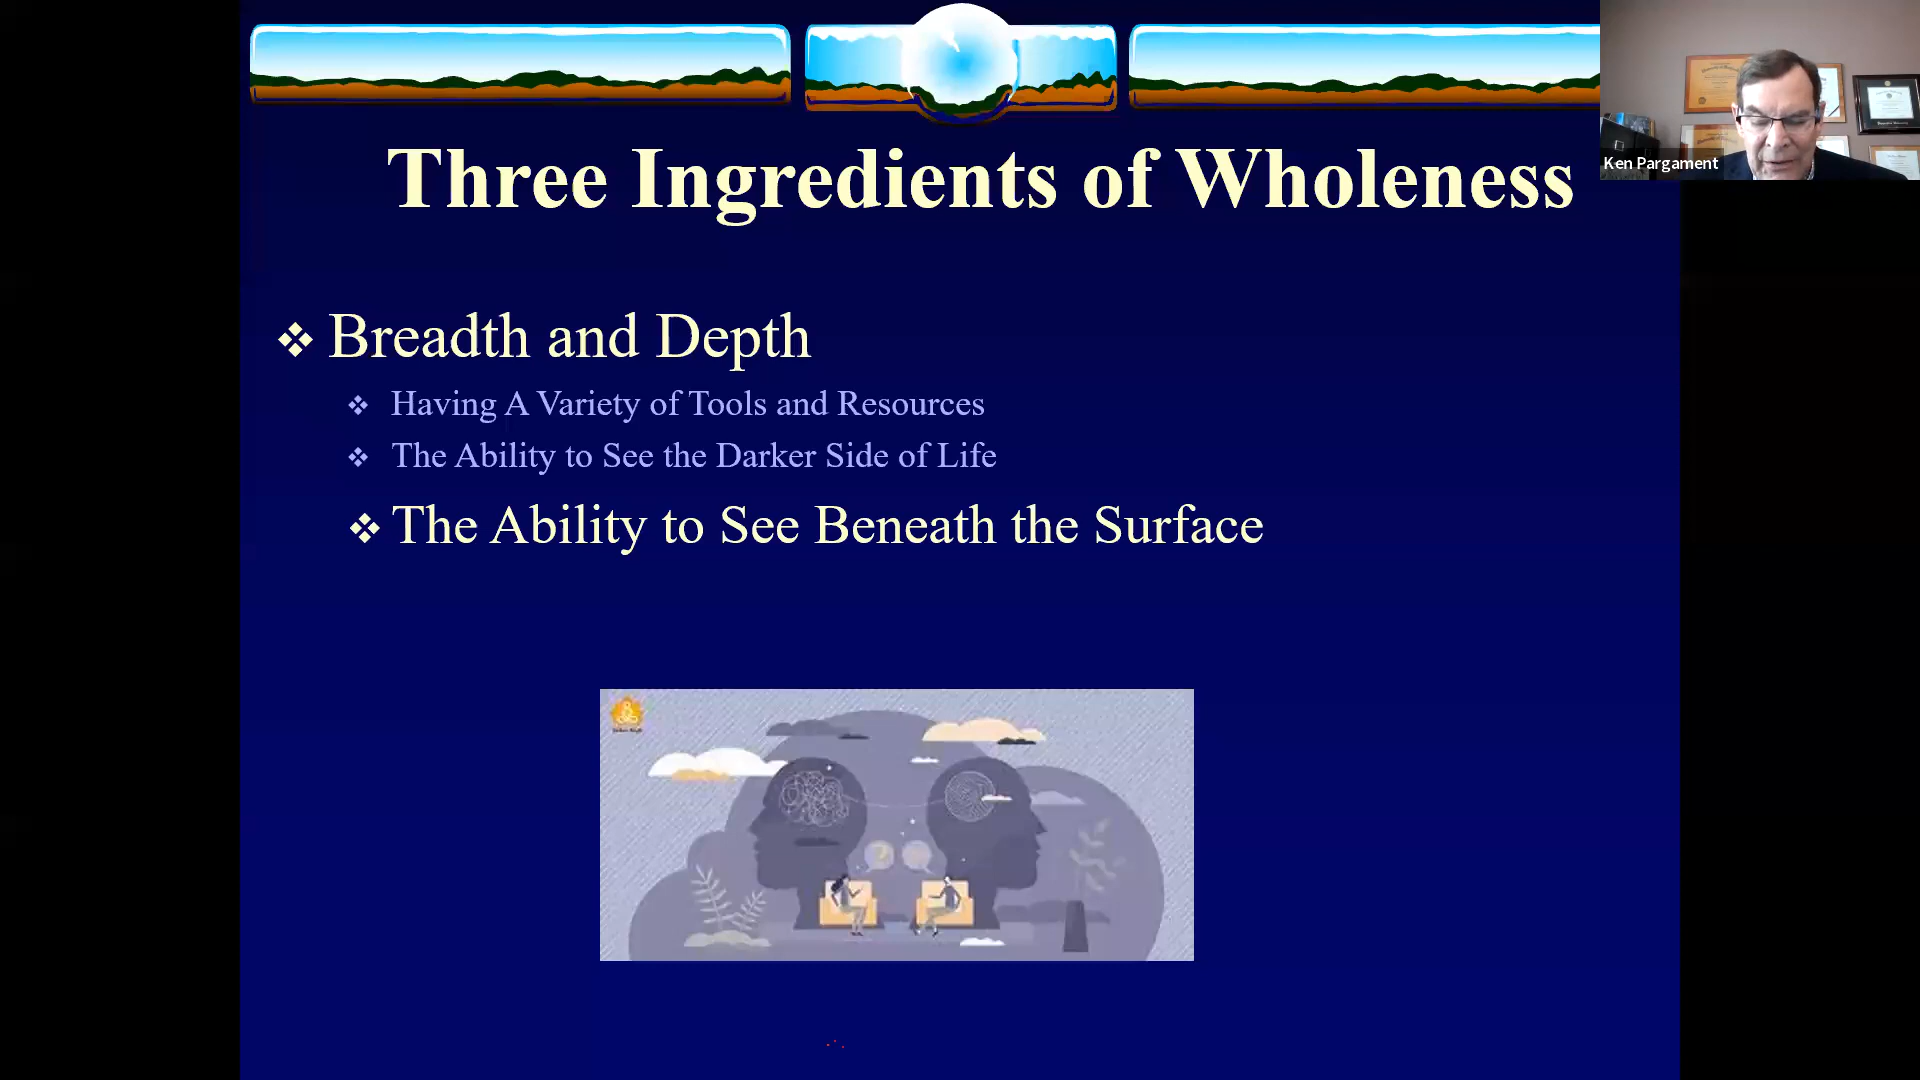 Three Ingredients of Wholeness
Ken Pargament
Breadth and Depth
Having A Variety of Tools and Resources
The Ability to See the Darker Side of Life
The Ability to See Beneath the Surface